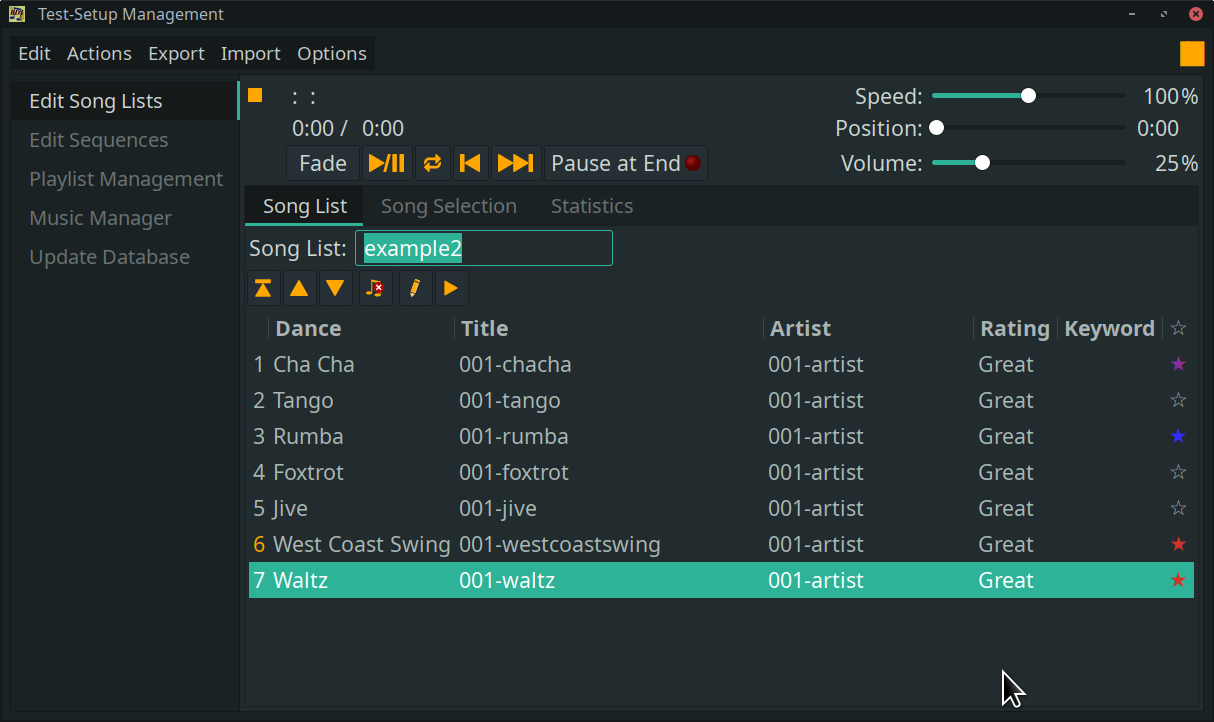 Test-Setup Management
Edit Actions Export Import Options
Edit Song Lists
Edit Sequences
Playlist Management
Music Manager
Update Database
: :
0:00 / 0:00
Fade
Pause at End
Speed: 100%
Position: 0:00
Volume: 25%
Song List Song Selection Statistics
Song List: example2
Dance Title Artist Rating Keyword ☆
1 Cha Cha 001-chacha 001-artist Great ★
2 Tango 001-tango 001-artist Great ☆
3 Rumba 001-rumba 001-artist Great ★
4 Foxtrot 001-foxtrot 001-artist Great ☆
5 Jive 001-jive 001-artist Great ☆
6 West Coast Swing 001-westcoastswing 001-artist Great ★
7 Waltz 001-waltz 001-artist Great ★